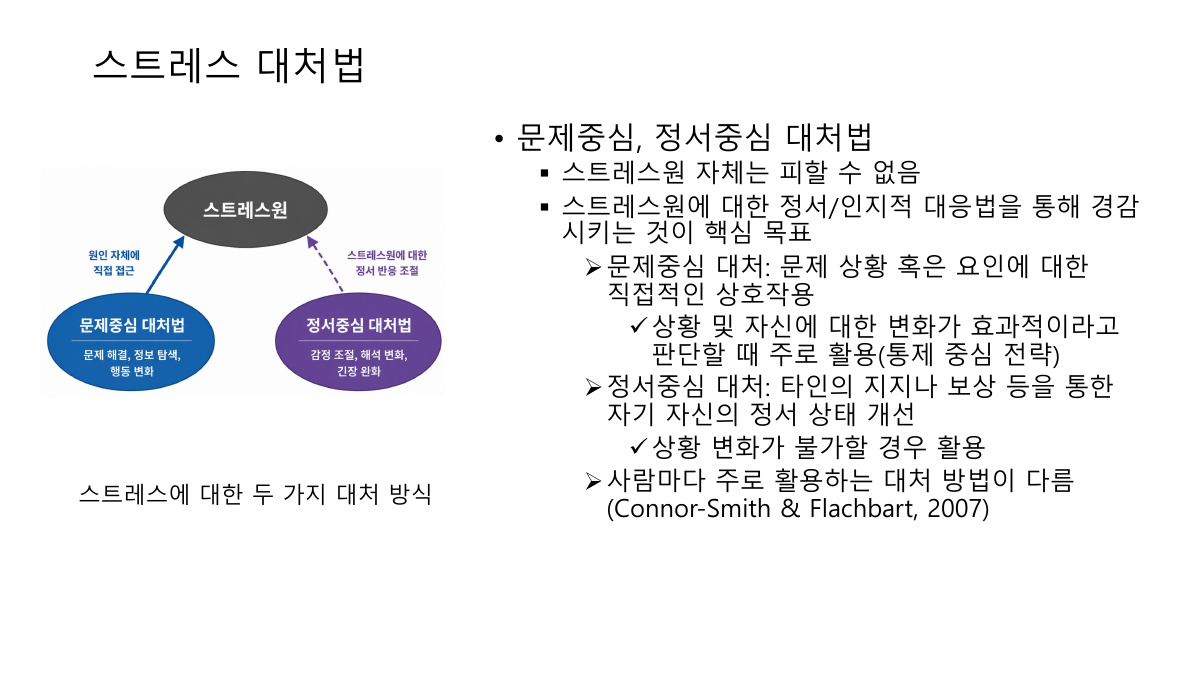 스트레스 대처법
스트레스원
원인 자체에
직접 접근
스트레스원에 대한
정서 반응 조절
문제중심 대처법
문제 해결, 정보 탐색,
행동 변화
정서중심 대처법
감정 조절, 해석 변화,
긴장 완화
스트레스에 대한 두 가지 대처 방식
• 문제중심, 정서중심 대처법
▪ 스트레스원 자체는 피할 수 없음
▪ 스트레스원에 대한 정서/인지적 대응법을 통해 경감
시키는 것이 핵심 목표
➢ 문제중심 대처: 문제 상황 혹은 요인에 대한
직접적인 상호작용
✓ 상황 및 자신에 대한 변화가 효과적이라고
판단할 때 주로 활용(통제 중심 전략)
➢ 정서중심 대처: 타인의 지지나 보상 등을 통한
자기 자신의 정서 상태 개선
✓ 상황 변화가 불가할 경우 활용
➢ 사람마다 주로 활용하는 대처 방법이 다름
(Connor-Smith & Flachbart, 2007)